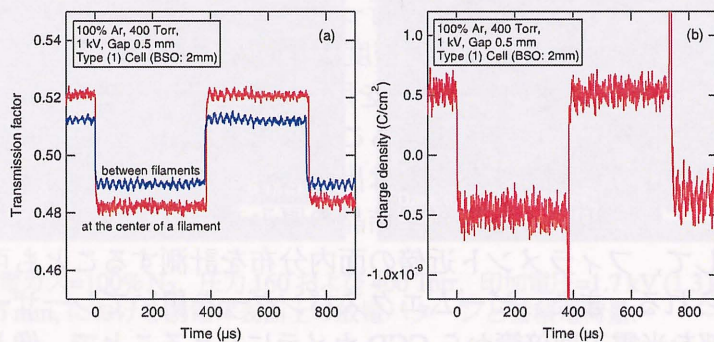 0.54
0.52
0.50
0.48
0.46
Transmission factor
100% Ar, 400 Torr,
1 kV, Gap 0.5 mm
Type (1) Cell (BSO: 2mm)
(a)
between filaments
at the center of a filament
0
200
400
600
800
Time (µs)
1.0
0.5
0.0
-0.5
-1.0x10⁻⁹
Charge density (C/cm²)
100% Ar, 400 Torr,
1 kV, Gap 0.5 mm
Type (1) Cell (BSO: 2mm)
(b)
0
200
400
600
800
Time (µs)